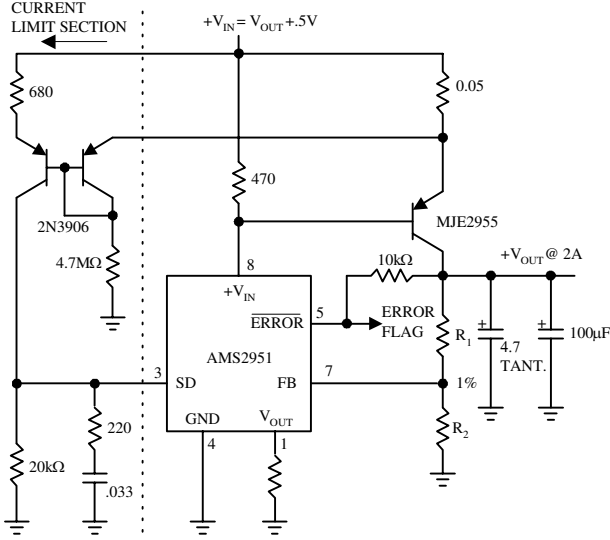 CURRENT
LIMIT SECTION
+V_IN = V_OUT +.5V
680
0.05
470
2N3906
MJE2955
4.7MΩ
10kΩ
+V_OUT @ 2A
8
+V_IN
5
ERROR
ERROR
FLAG
R1
4.7
TANT.
100µF
AMS2951
3
SD
FB
7
1%
GND
V_OUT
4
1
R2
220
20kΩ
.033